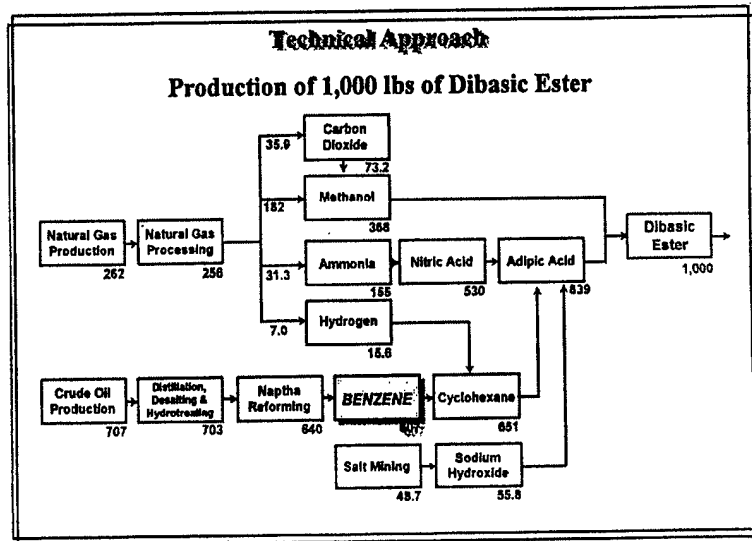 Technical Approach
Production of 1,000 lbs of Dibasic Ester
Carbon
Dioxide
35.9
73.2
Methanol
182
368
Natural Gas
Production
262
Natural Gas
Processing
256
Ammonia
31.3
155
Nitric Acid
530
Adipic Acid
839
Dibasic
Ester
1,000
Hydrogen
7.0
15.6
Crude Oil
Production
707
Distillation,
Desalting &
Hydrotreating
703
Naptha
Reforming
640
BENZENE
Cyclohexane
651
Salt Mining
48.7
Sodium
Hydroxide
55.8